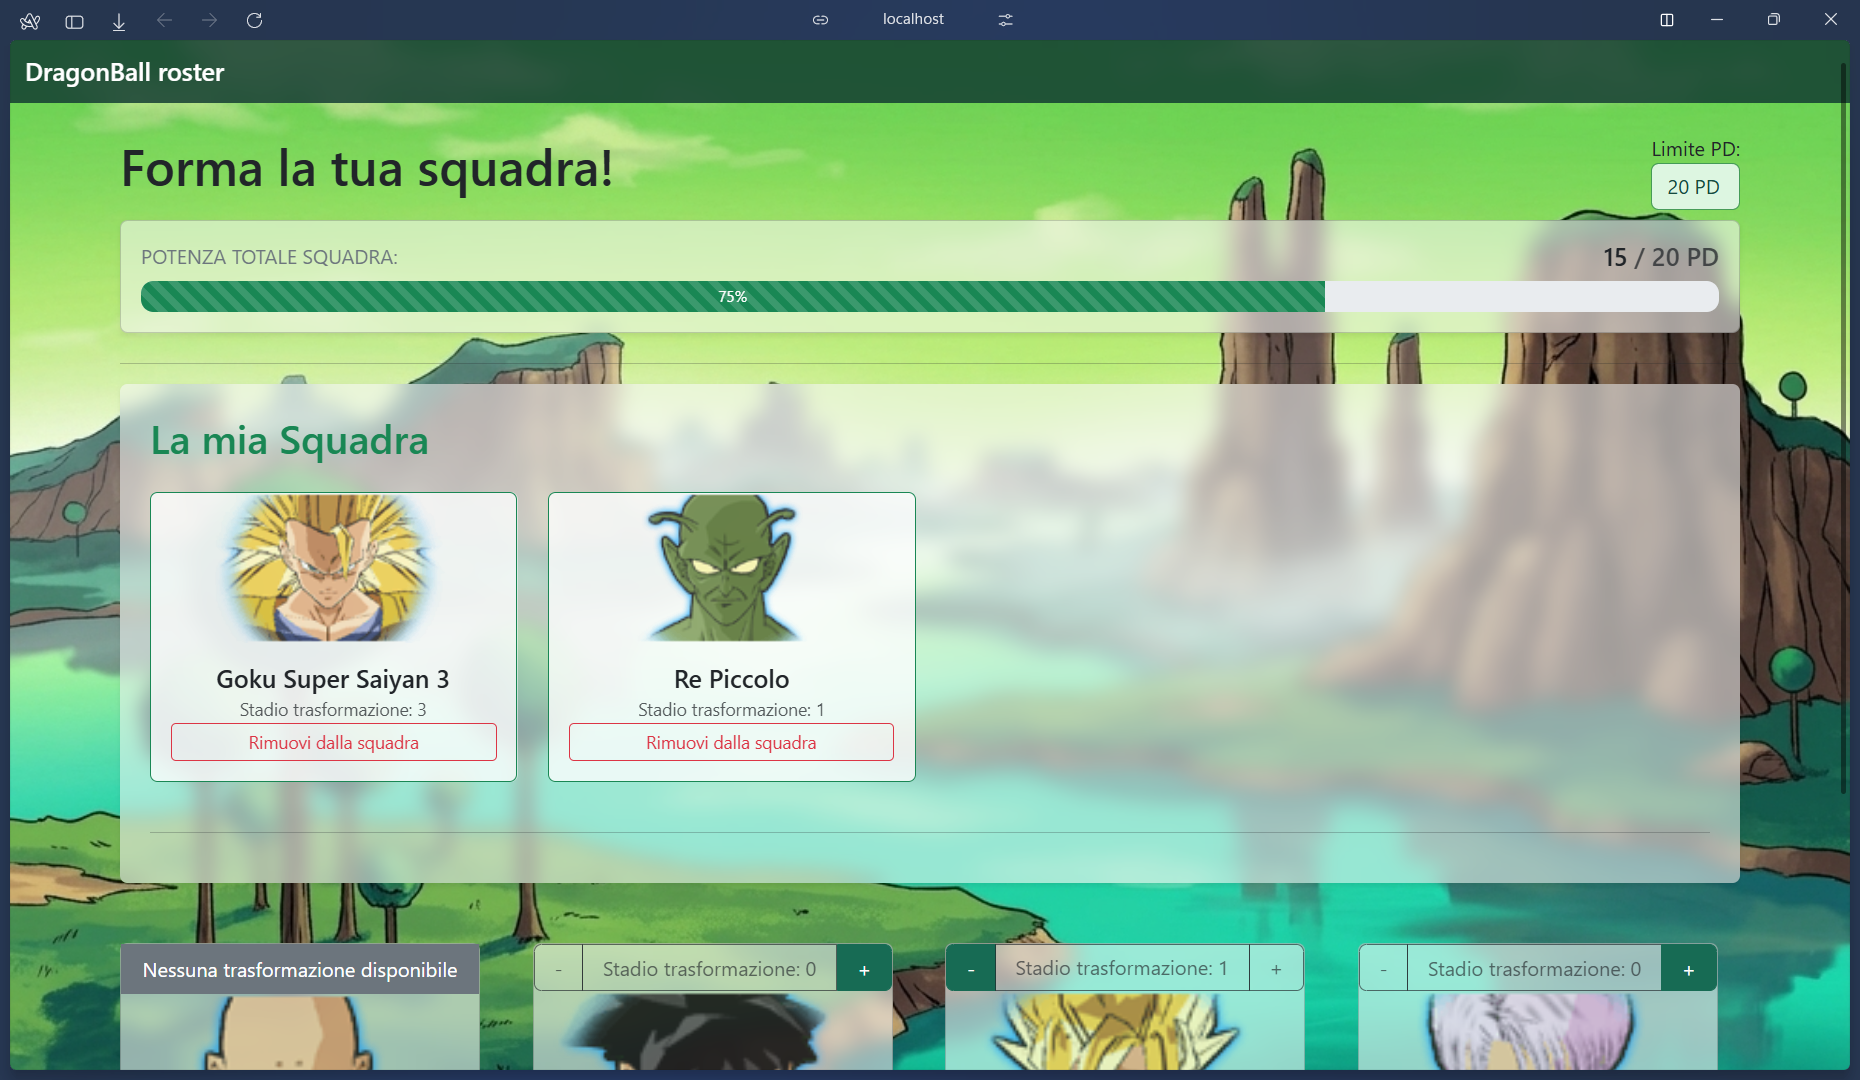 localhost
DragonBall roster
Forma la tua squadra!
Limite PD:
20 PD
POTENZA TOTALE SQUADRA:
15 / 20 PD
75%
La mia Squadra
Goku Super Saiyan 3
Stadio trasformazione: 3
Rimuovi dalla squadra
Re Piccolo
Stadio trasformazione: 1
Rimuovi dalla squadra
Nessuna trasformazione disponibile
- Stadio trasformazione: 0 +
- Stadio trasformazione: 1 +
- Stadio trasformazione: 0 +